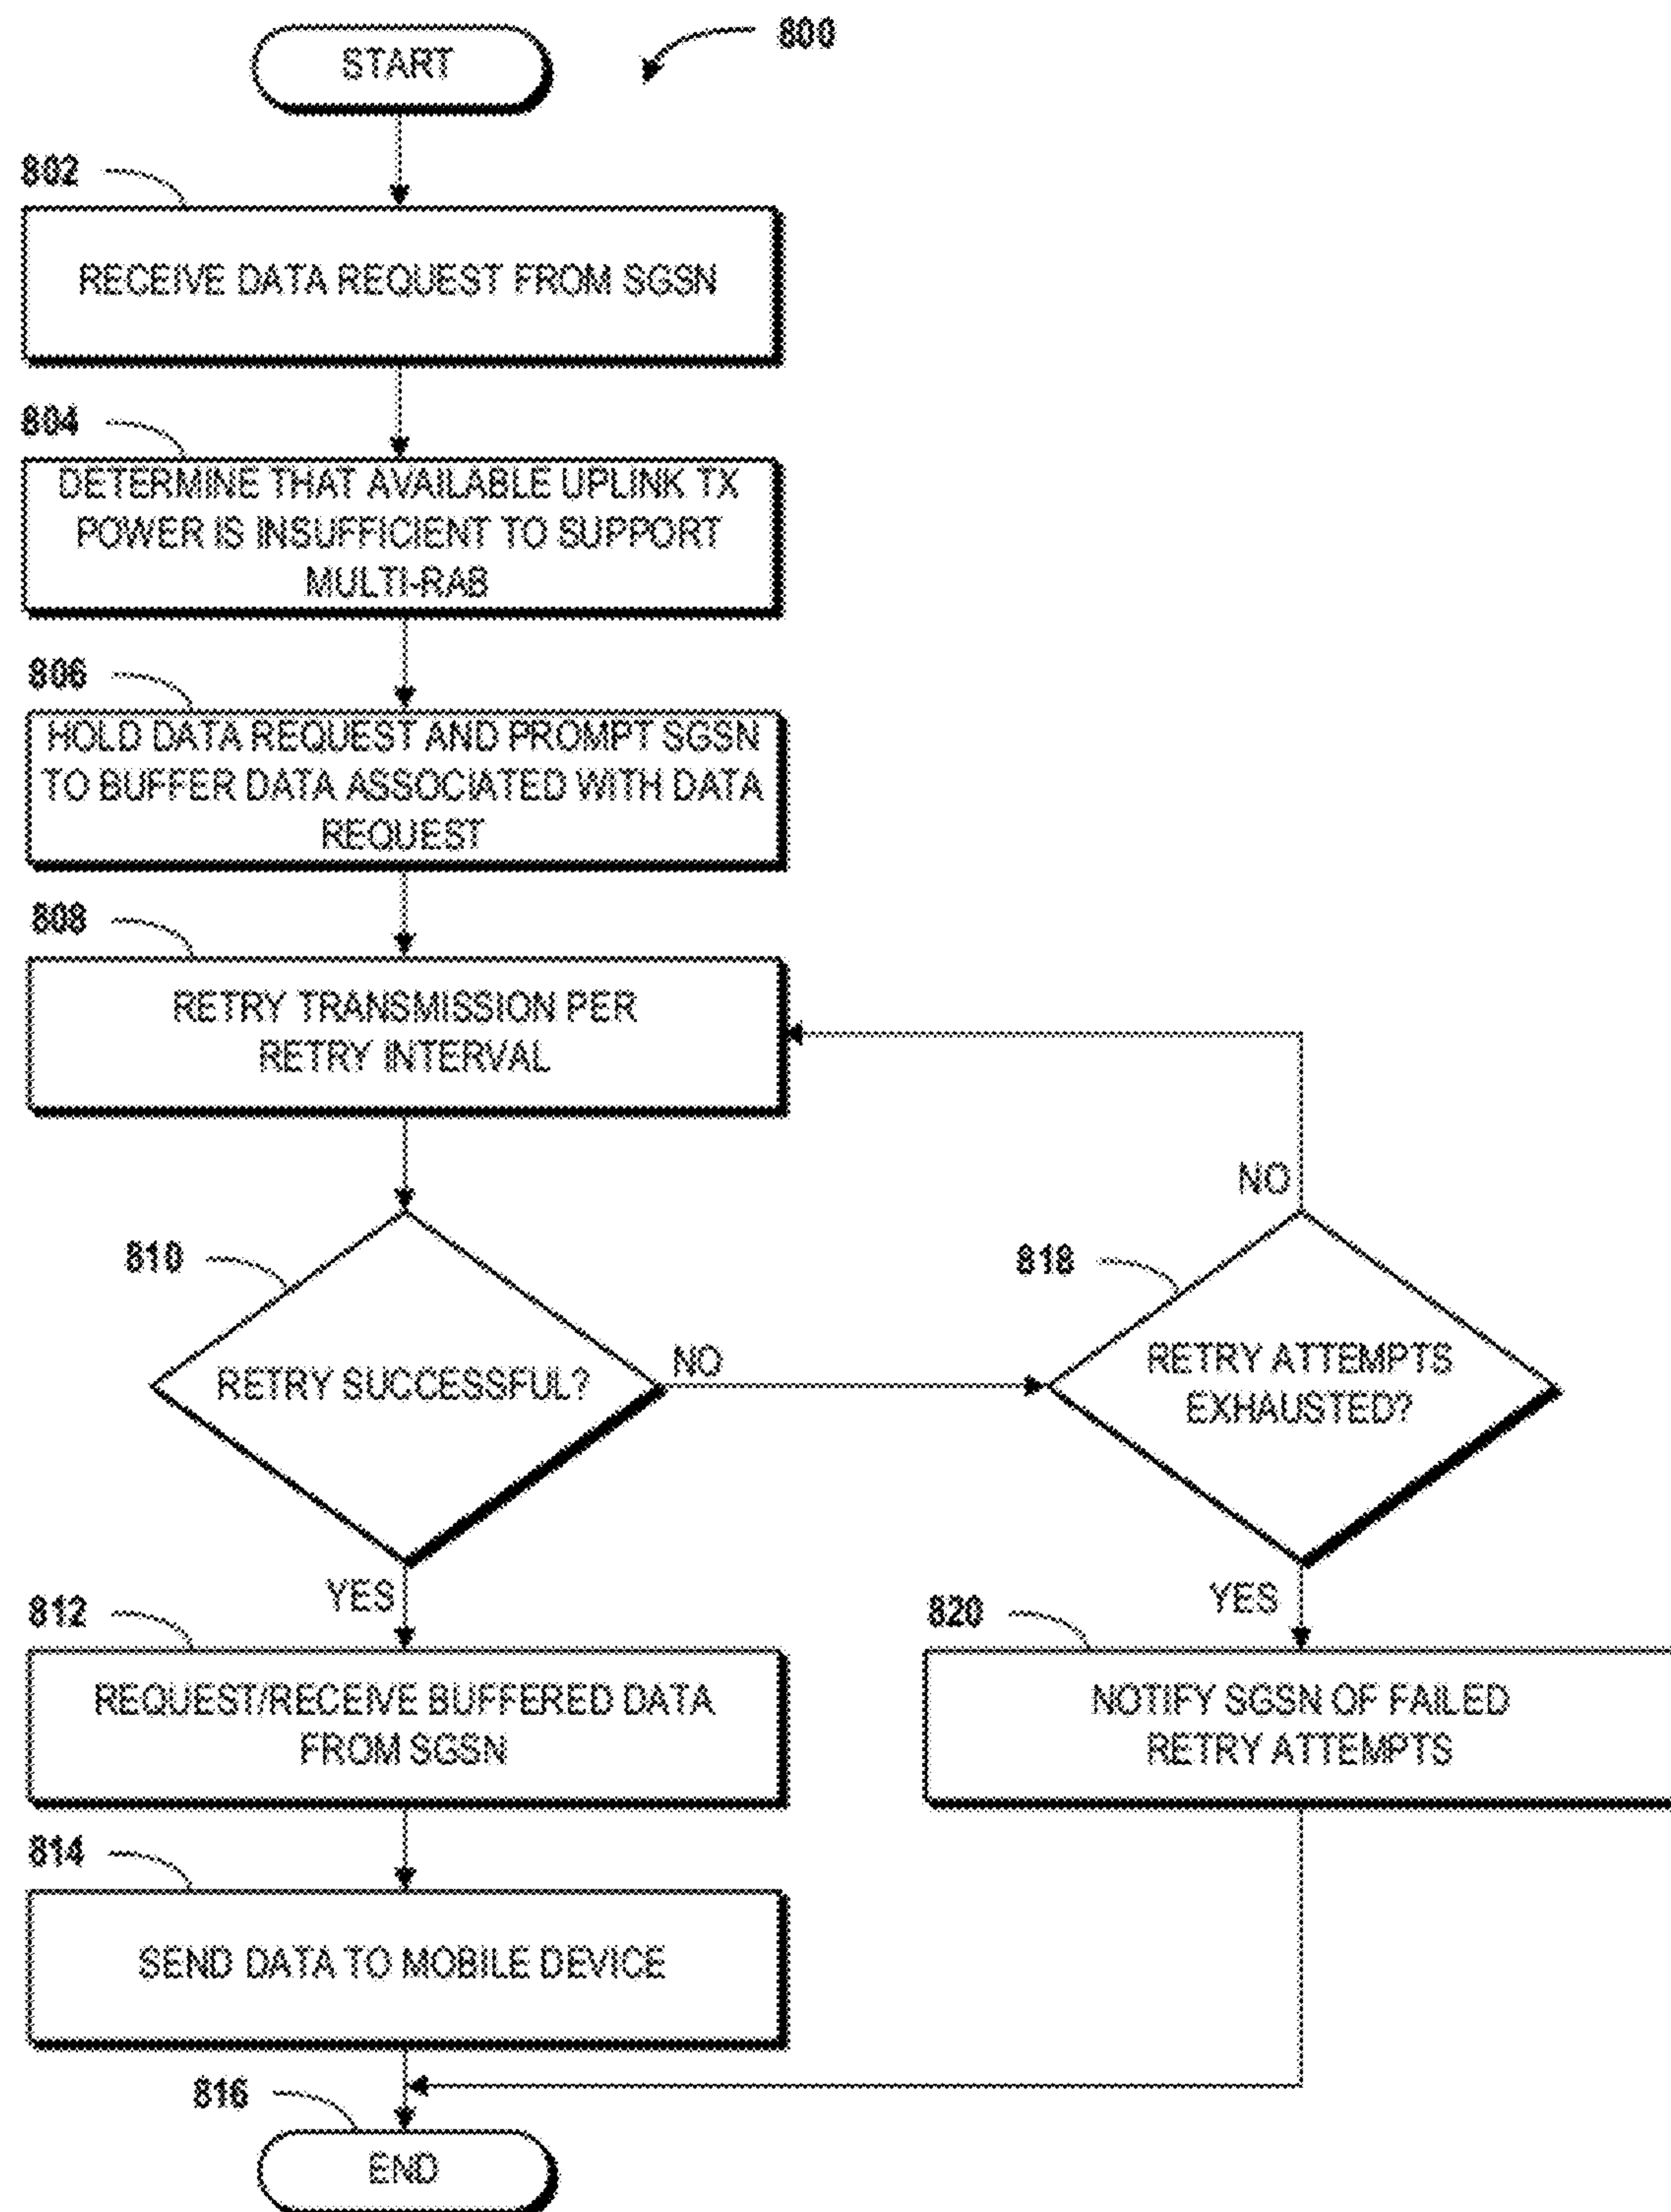 START
800
802
RECEIVE DATA REQUEST FROM SGSN
804
DETERMINE THAT AVAILABLE UPLINK TX
POWER IS INSUFFICIENT TO SUPPORT
MULTI-RAB
806
HOLD DATA REQUEST AND PROMPT SGSN
TO BUFFER DATA ASSOCIATED WITH DATA
REQUEST
808
RETRY TRANSMISSION PER
RETRY INTERVAL
810
RETRY SUCCESSFUL?
NO
818
RETRY ATTEMPTS
EXHAUSTED?
NO
YES
812
REQUEST/RECEIVE BUFFERED DATA
FROM SGSN
YES
820
NOTIFY SGSN OF FAILED
RETRY ATTEMPTS
814
SEND DATA TO MOBILE DEVICE
816
END